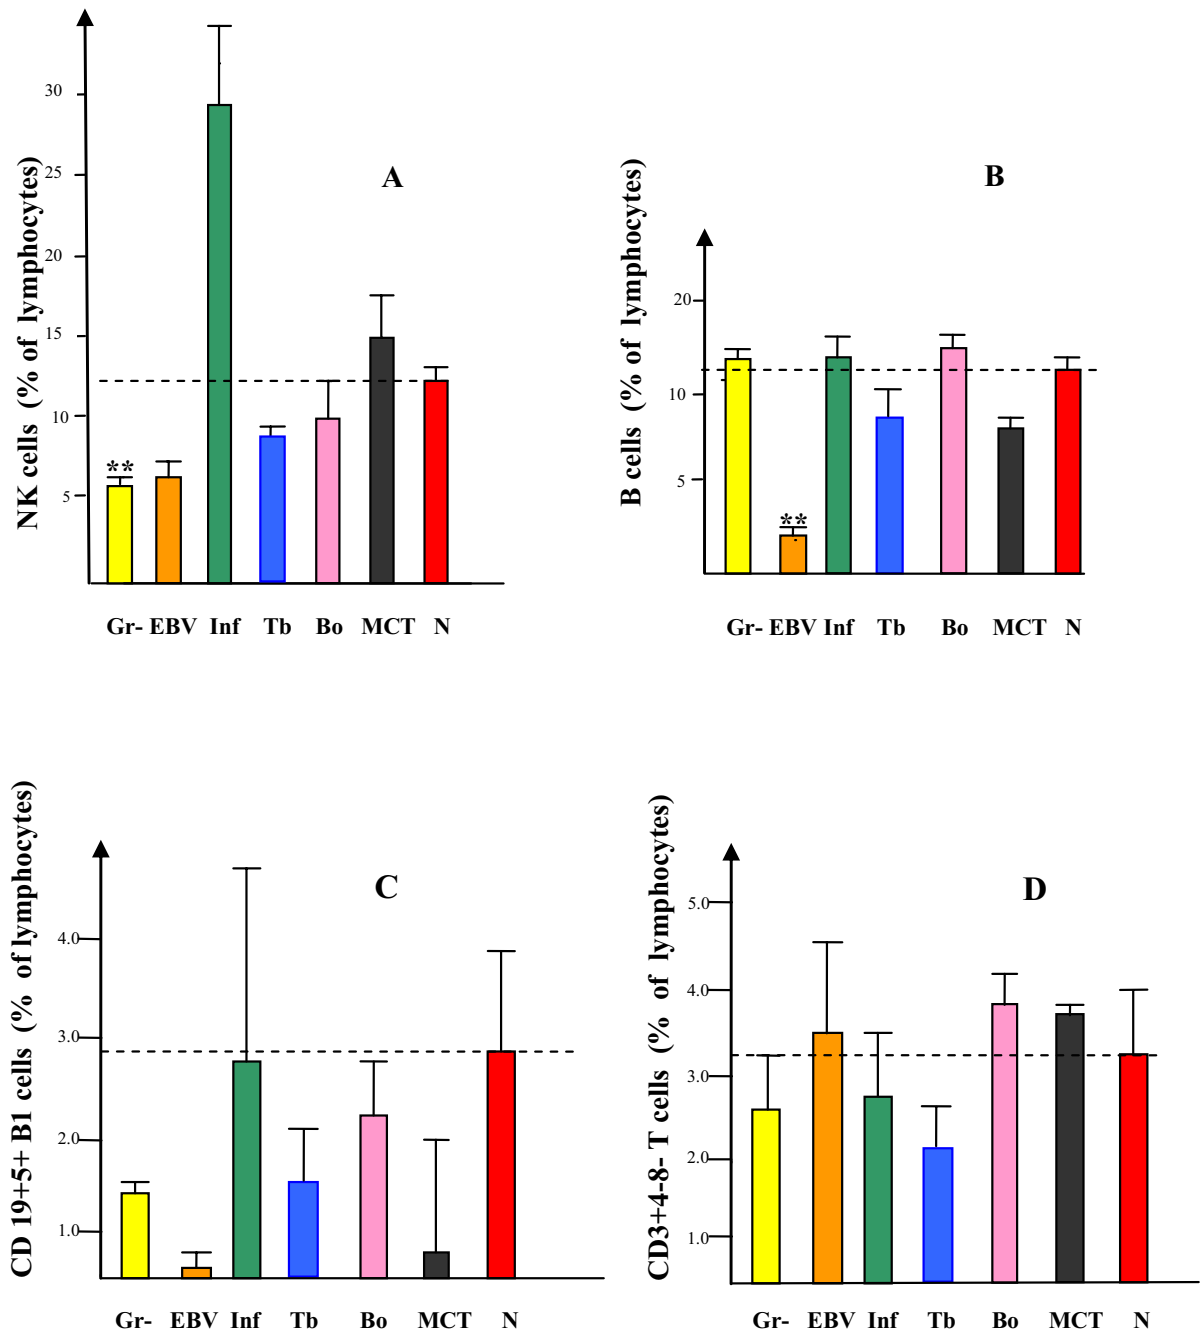 A
NK cells (% of lymphocytes)
30
25
20
15
10
5
**
Gr- EBV Inf Tb Bo MCT N
B
B cells (% of lymphocytes)
20
10
5
**
Gr- EBV Inf Tb Bo MCT N
C
CD 19+5+ B1 cells (% of lymphocytes)
4.0
3.0
2.0
1.0
Gr- EBV Inf Tb Bo MCT N
D
CD3+4-8- T cells (% of lymphocytes)
5.0
4.0
3.0
2.0
1.0
Gr- EBV Inf Tb Bo MCT N